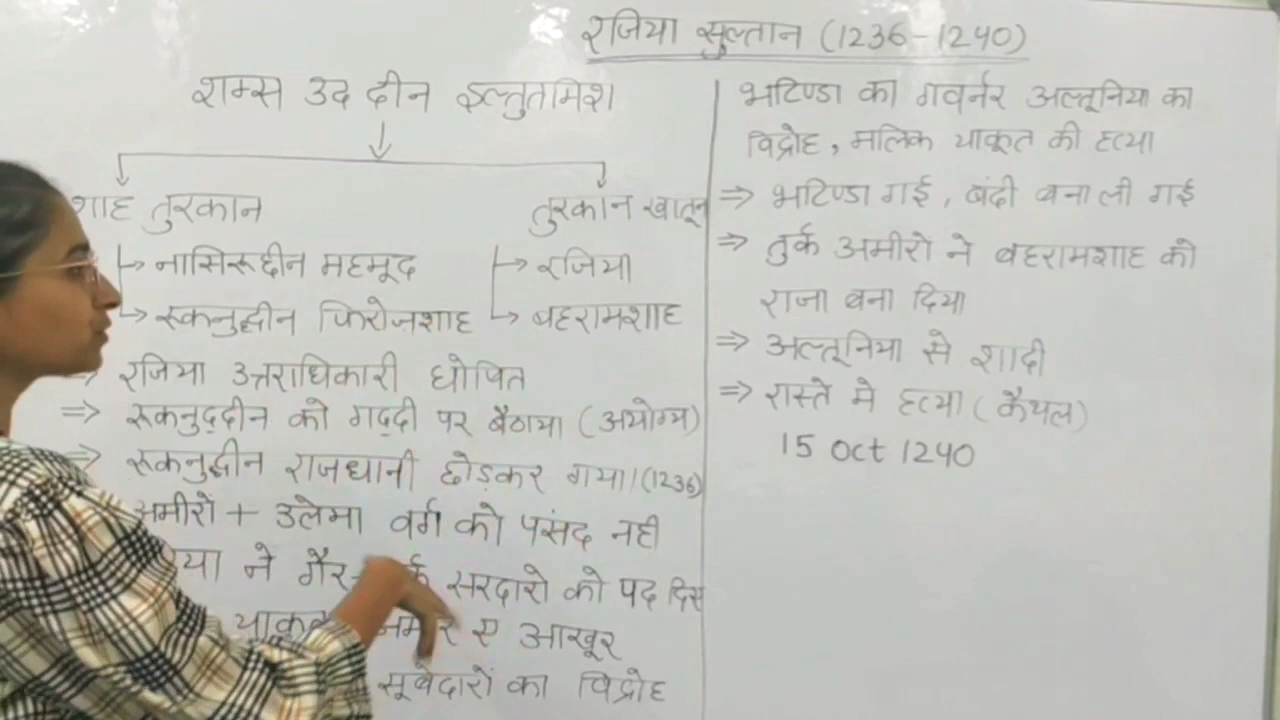 रजिया सुल्तान (1236-1240)
शम्स उद दीन इल्तुतमिश
शाह तुरकान
तुरकान खातून
→ नासिरूद्दीन महमूद
→ रजिया
→ रूकनुद्दीन फिरोजशाह
→ बहरामशाह
⇒ रजिया उत्तराधिकारी घोषित
⇒ रूकनुद्दीन को गद्दी पर बैठाया (अयोग्य)
⇒ रूकनुद्दीन राजधानी छोड़कर गया। (1236)
अमीरों + उलेमा वर्ग को पसंद नही
ने सरदारो को पद दिए
ए आखूर
सूबेदारों का विद्रोह
भटिण्डा का गवर्नर अल्तूनिया का
विद्रोह, मलिक याकूत की हत्या
⇒ भटिण्डा गई, बंदी बना ली गई
⇒ तुर्क अमीरो ने बहरामशाह को
राजा बना दिया
⇒ अल्तूनिया से शादी
⇒ रास्ते मे हत्या (कैथल)
15 Oct 1240